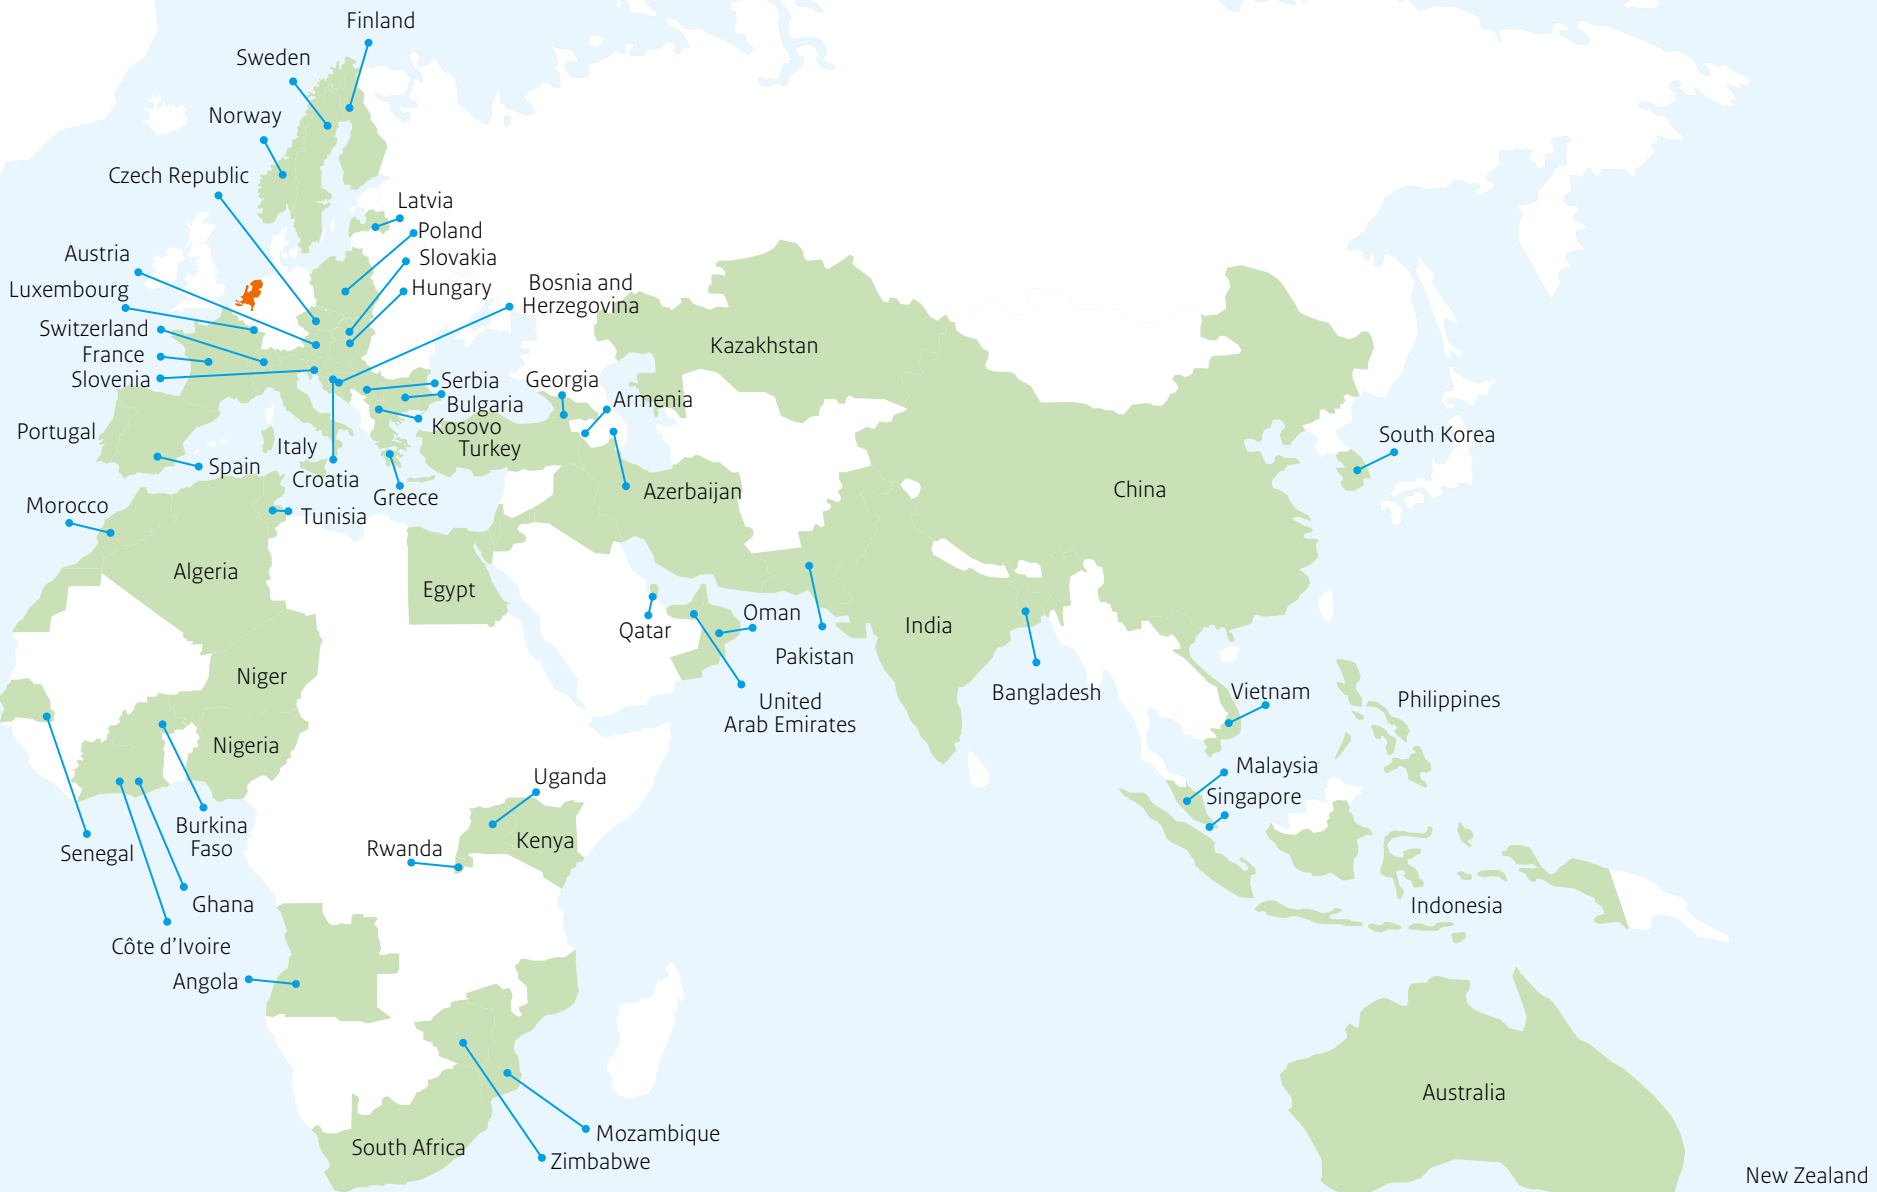 Finland
Sweden
Norway
Czech Republic
Latvia
Poland
Austria
Slovakia
Luxembourg
Hungary
Bosnia and
Herzegovina
Switzerland
France
Slovenia
Kazakhstan
Georgia
Serbia
Armenia
Bulgaria
Kosovo
Portugal
Italy
Turkey
South Korea
Spain
Croatia
Greece
Azerbaijan
China
Morocco
Tunisia
Algeria
Egypt
Qatar
Oman
India
Pakistan
Niger
Bangladesh
Vietnam
Philippines
United
Arab Emirates
Nigeria
Malaysia
Uganda
Singapore
Burkina
Faso
Kenya
Senegal
Rwanda
Ghana
Indonesia
Côte d’Ivoire
Angola
Australia
Mozambique
South Africa
Zimbabwe
New Zealand